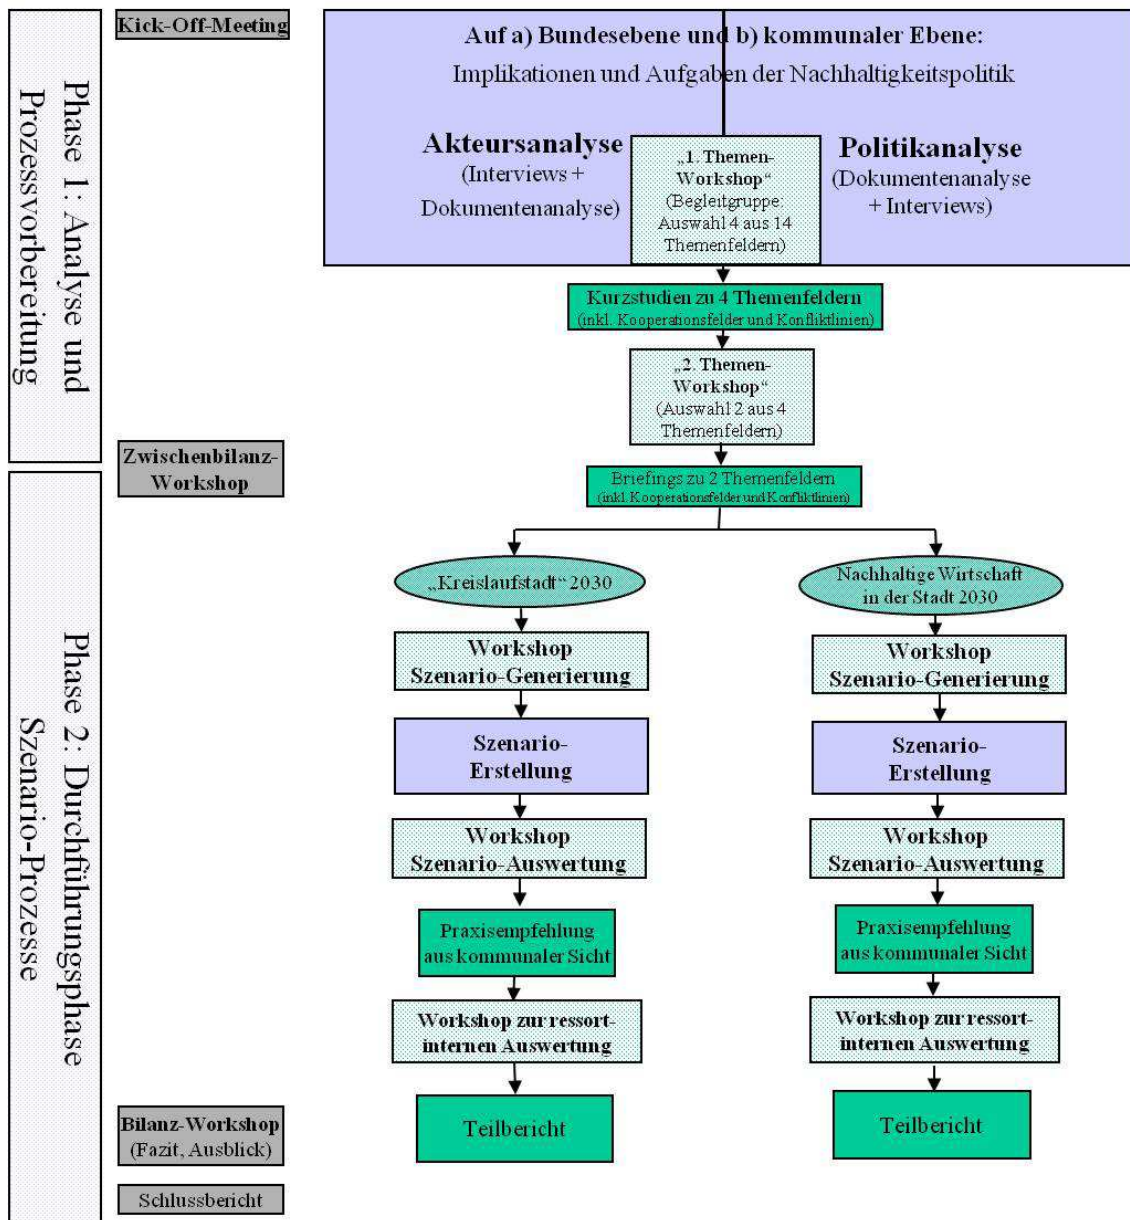 Kick-Off-Meeting
Phase 1: Analyse und
Prozessvorbereitung
Auf a) Bundesebene und b) kommunaler Ebene:
Implikationen und Aufgaben der Nachhaltigkeitspolitik
Akteursanalyse
(Interviews +
Dokumentenanalyse)
„1. Themen-
Workshop“
(Begleitgruppe:
Auswahl 4 aus 14
Themenfeldern)
Politikanalyse
(Dokumentenanalyse
+ Interviews)
Kurzstudien zu 4 Themenfeldern
(inkl. Kooperationsfelder und Konfliktlinien)
„2. Themen-
Workshop“
(Auswahl 2 aus 4
Themenfeldern)
Zwischenbilanz-
Workshop
Briefings zu 2 Themenfeldern
(inkl. Kooperationsfelder und Konfliktlinien)
Phase 2: Durchführungsphase
Szenario-Prozesse
„Kreislaufstadt“ 2030
Workshop
Szenario-Generierung
Szenario-
Erstellung
Workshop
Szenario-Auswertung
Praxisempfehlung
aus kommunaler Sicht
Workshop zur ressort-
internen Auswertung
Teilbericht
Nachhaltige Wirtschaft
in der Stadt 2030
Workshop
Szenario-Generierung
Szenario-
Erstellung
Workshop
Szenario-Auswertung
Praxisempfehlung
aus kommunaler Sicht
Workshop zur ressort-
internen Auswertung
Teilbericht
Bilanz-Workshop
(Fazit, Ausblick)
Schlussbericht